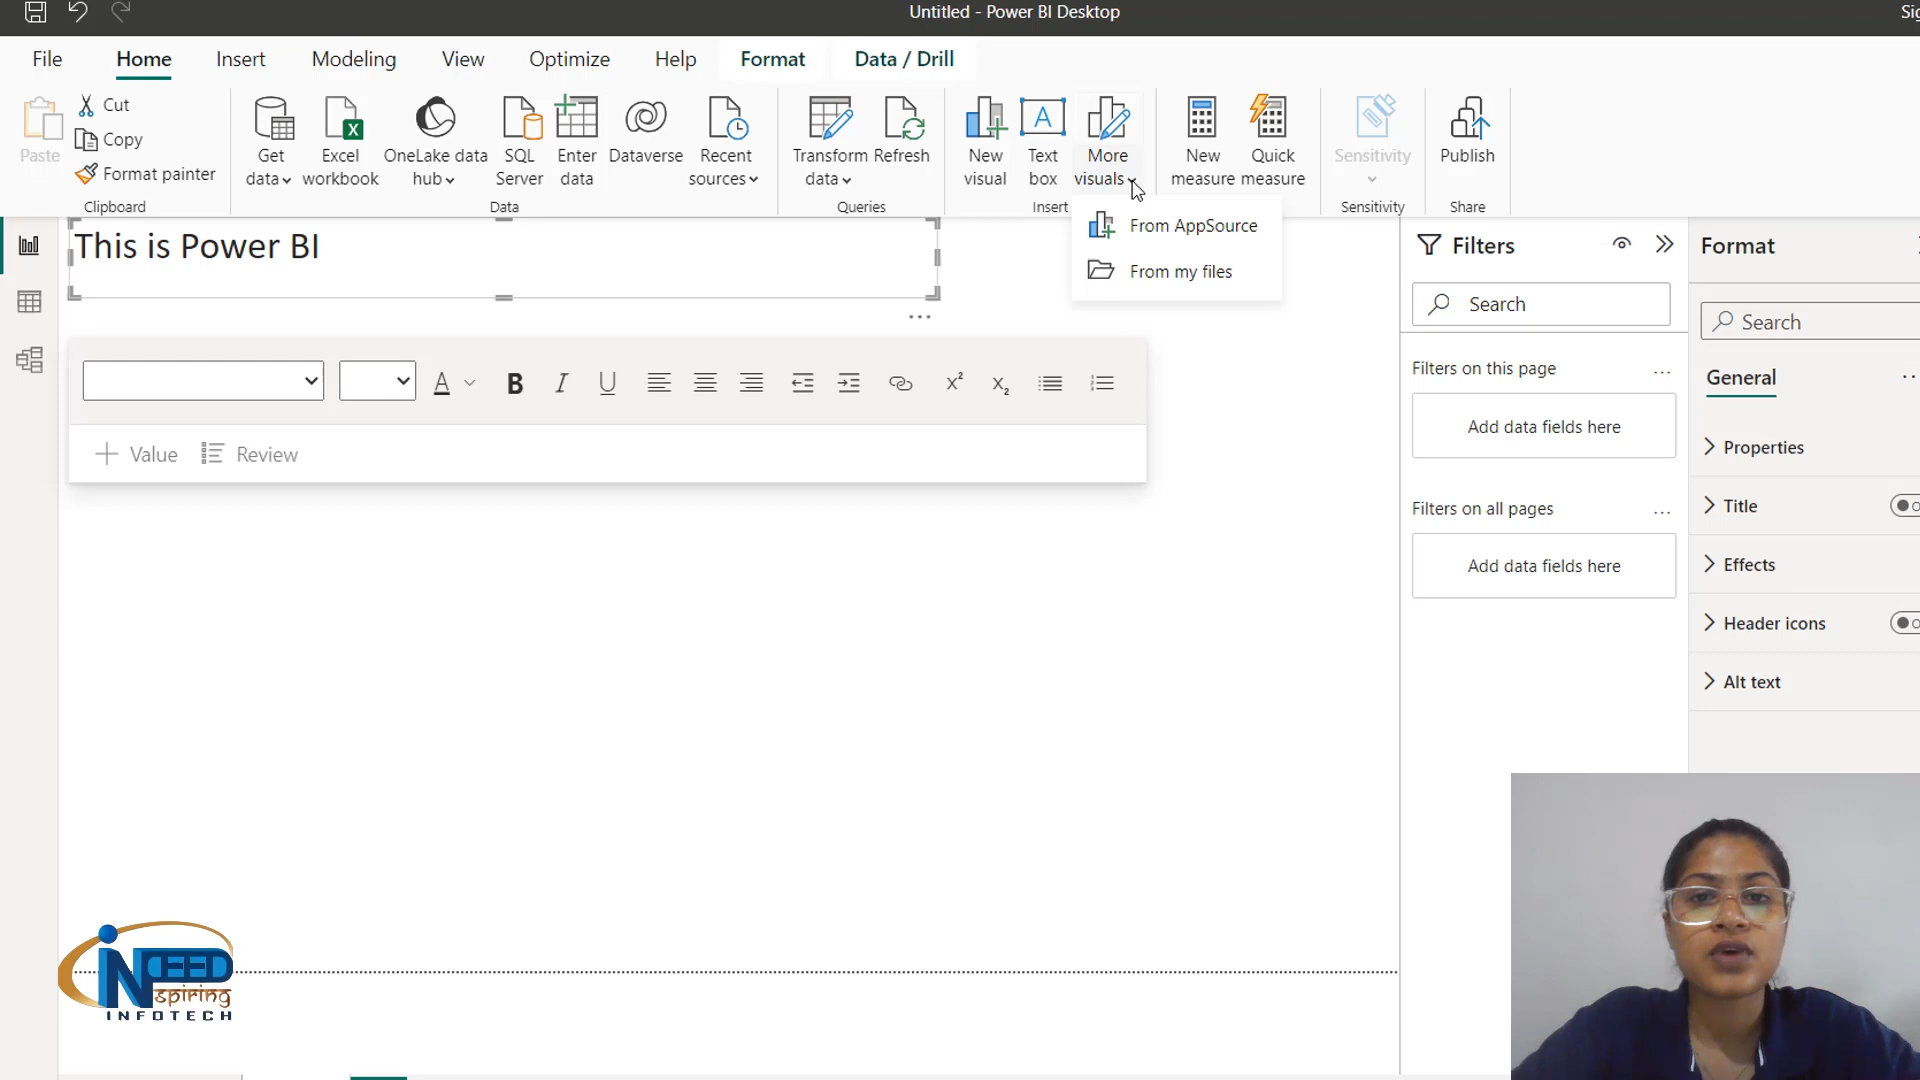 Untitled - Power BI Desktop
File Home Insert Modeling View Optimize Help Format Data / Drill
Paste
Cut
Copy
Format painter
Clipboard
Get data
Excel workbook
OneLake data hub
SQL Server
Enter data
Dataverse
Recent sources
Data
Transform data
Refresh
Queries
New visual
Text box
More visuals
Insert
New measure
Quick measure
Sensitivity
Sensitivity
Publish
Share
From AppSource
From my files
This is Power BI
...
A B I U x² x₂
Value Review
Filters
Search
Filters on this page ...
Add data fields here
Filters on all pages ...
Add data fields here
Format
Search
General
Properties
Title
Effects
Header icons
Alt text
iNEED
Nspiring
INFOTECH